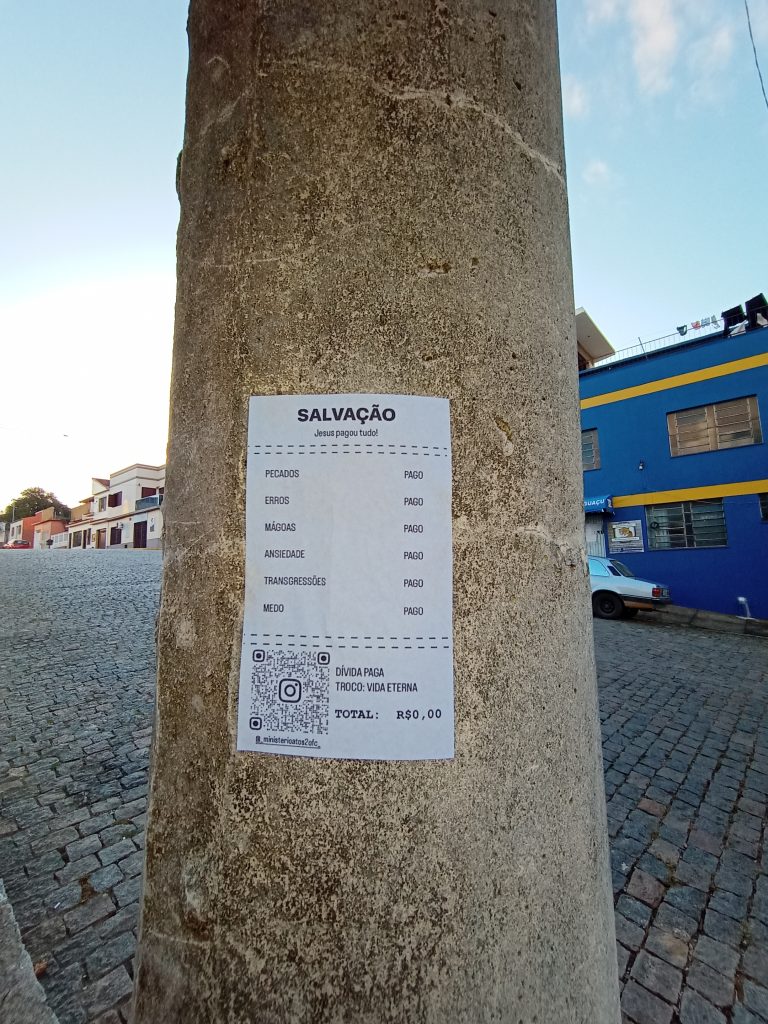 SALVAÇÃO
Jesus pagou tudo!
PECADOS PAGO
ERROS PAGO
MÁGOAS PAGO
ANSIEDADE PAGO
TRANSGRESSÕES PAGO
MEDO PAGO
DÍVIDA PAGA
TROCO: VIDA ETERNA
TOTAL: R$0,00
_ministerioatos2ofc_